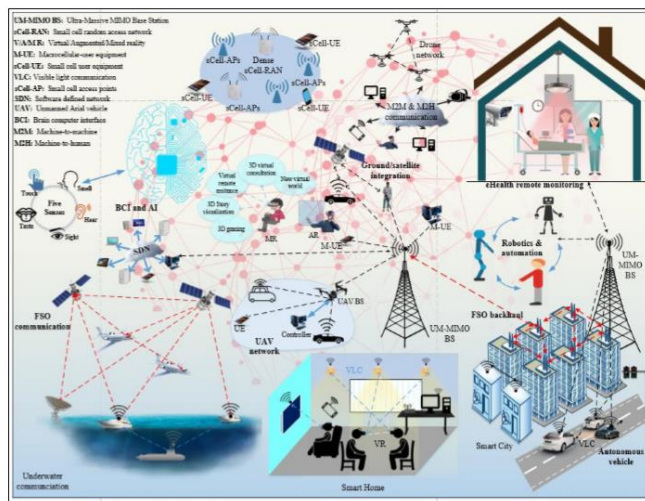 UM-MIMO BS: Ultra-Massive MIMO Base Station
sCell-RAN: Small cell random access network
V/A/M R: Virtual/Augmented/Mixed reality
M-UE: Macrocellular-user equipment
sCell-UE: Small cell user equipment
VLC: Visible light communication
sCell-AP: Small cell access points
SDN: Software defined network
UAV: Unmanned Arial vehicle
BCI: Brain computer interface
M2M: Machine-to-machine
M2H: Machine-to-human
sCell-UE
sCell-APs
Dense
sCell-RAN
sCell-APs
sCell-UE
sCell-APs
sCell-UE
Drone
network
M2M & M2H
communication
eHealth remote monitoring
Touch
Smell
Five
Senses
Hear
Taste
Sight
BCI and AI
SDN
3D virtual
consultation
Virtual
remote
instance
New virtual
world
3D gaming
MR
AR
M-UE
Ground/satellite
integration
M-UE
Robotics &
automation
UM-
MIMO
BS
FSO
communication
UE
UAV BS
Controller
UAV
network
UM-MIMO
BS
FSO backhaul
VLC
VR
Smart Home
Smart City
VLC
Autonomous
vehicle
Underwater
communication